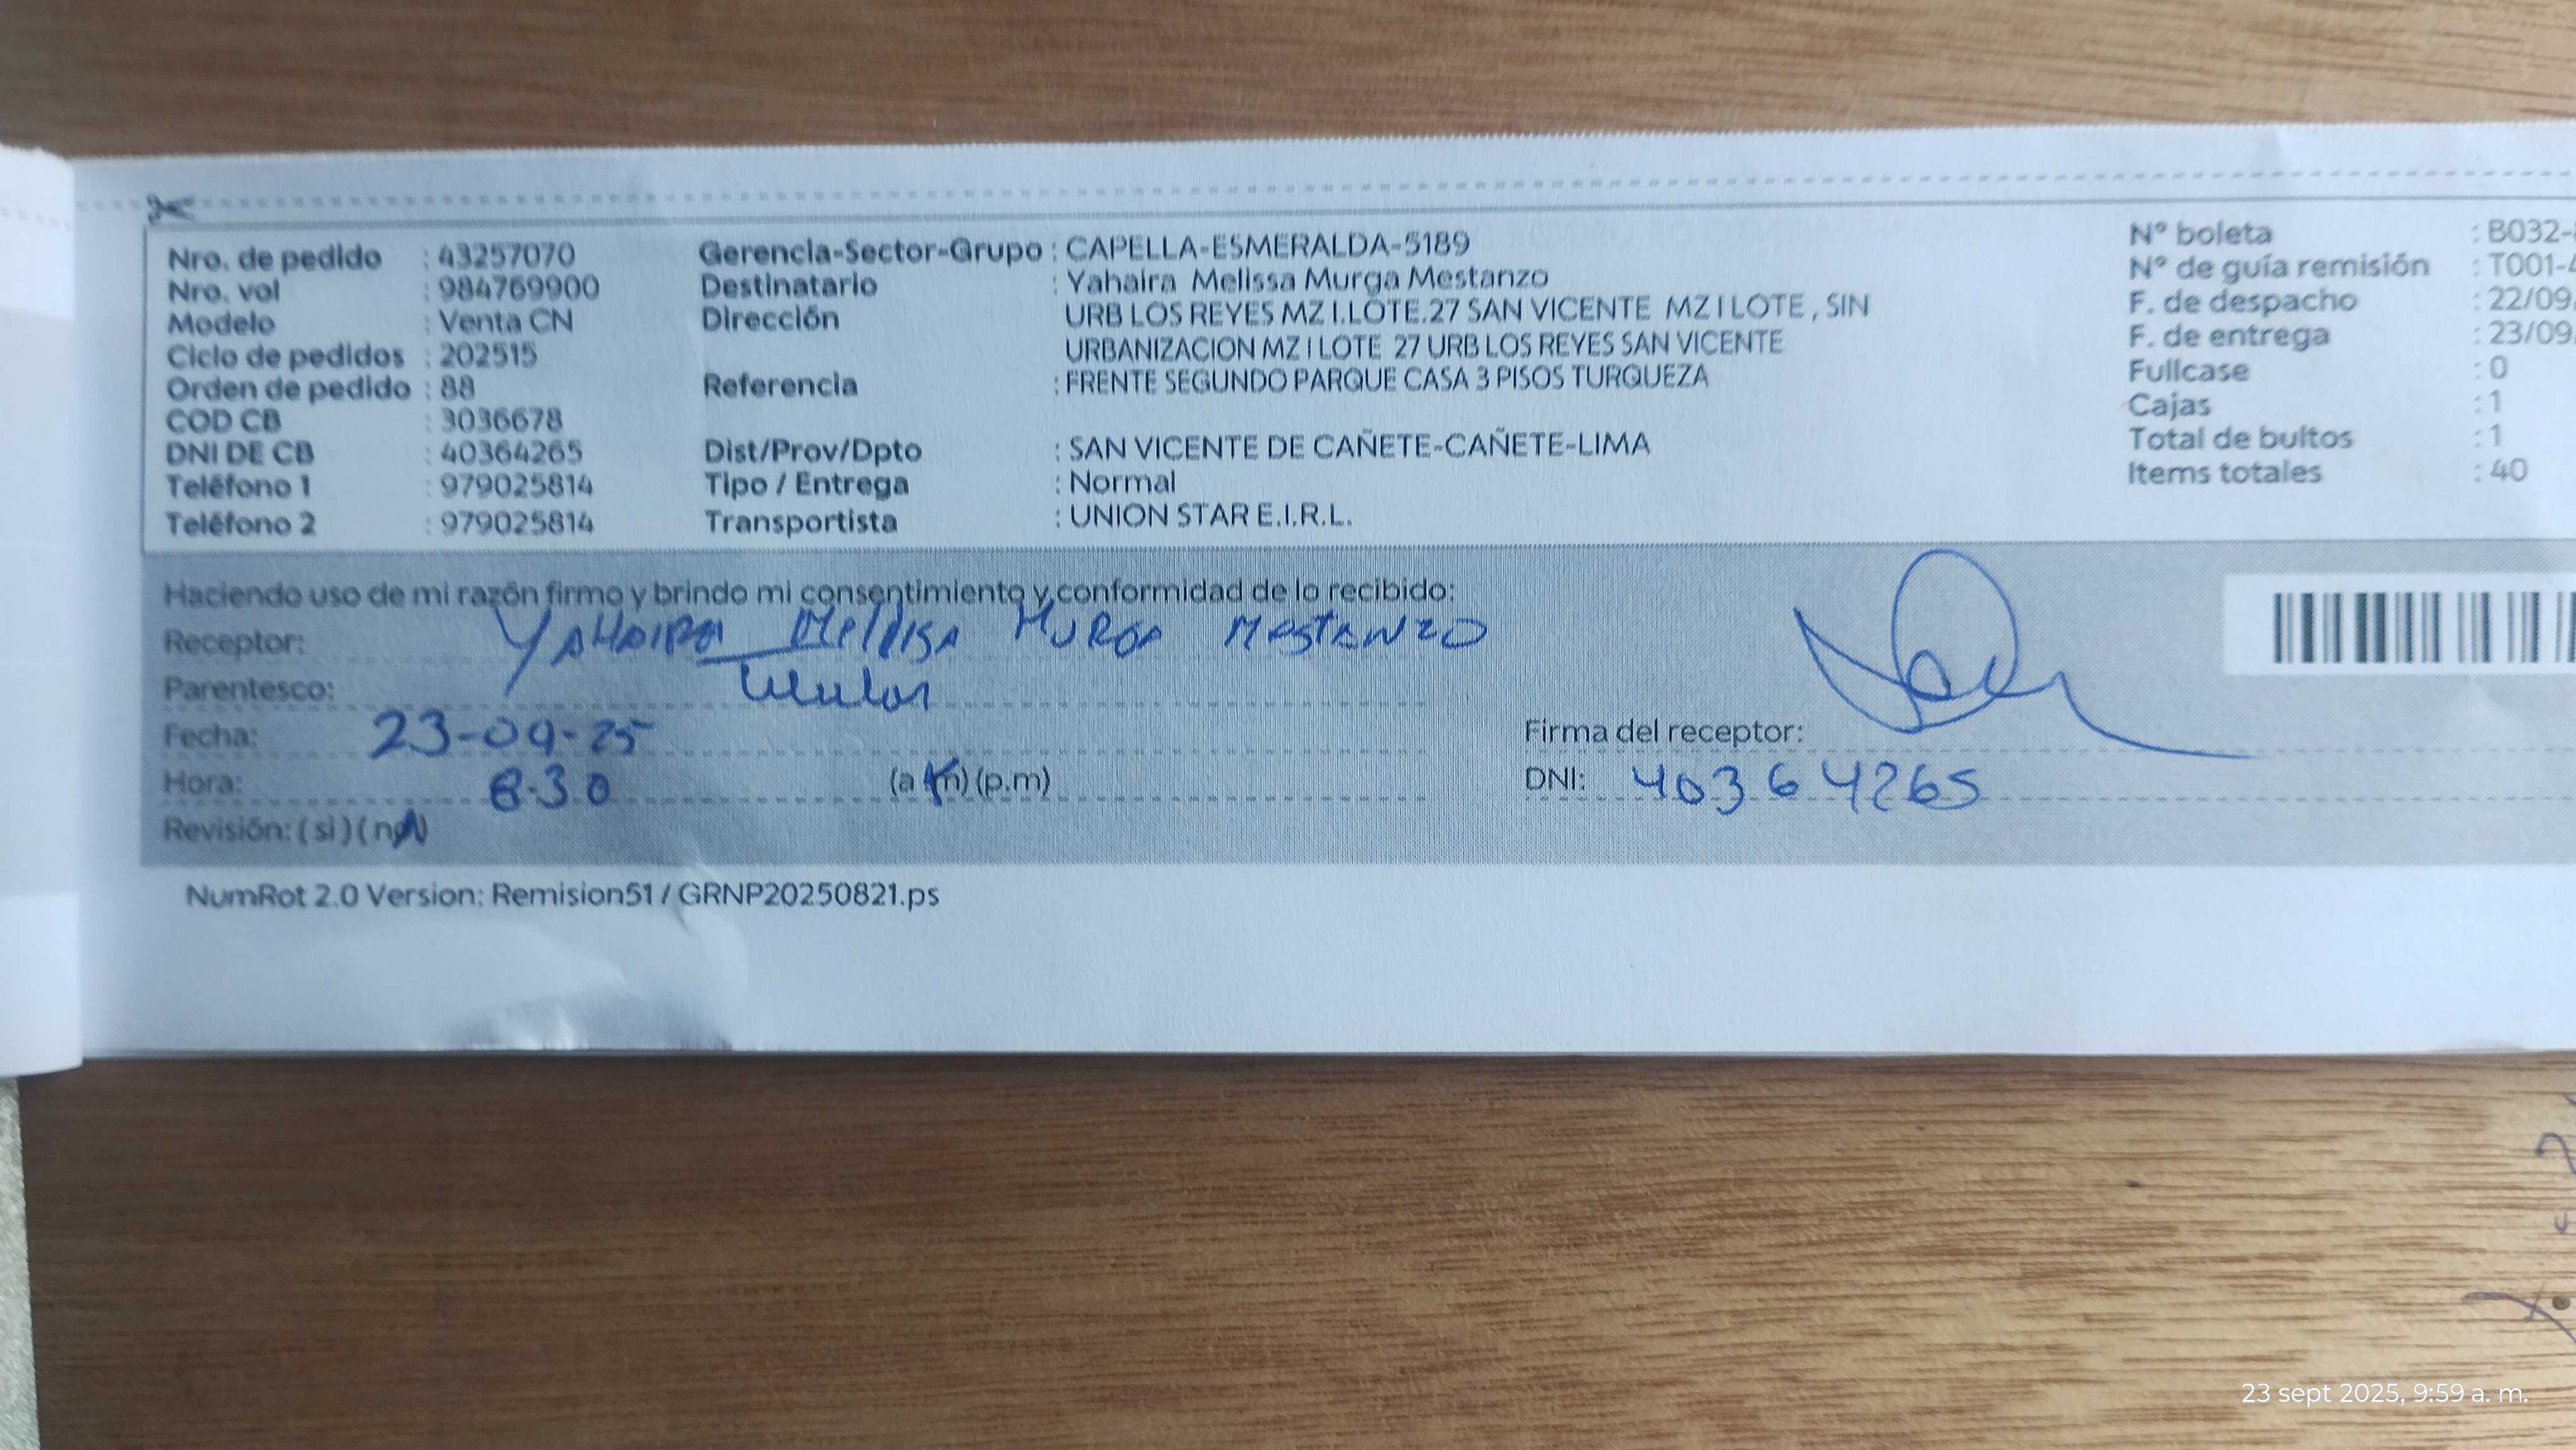 Nro. de pedido : 43257070 Gerencia-Sector-Grupo : CAPELLA-ESMERALDA-5189 N° boleta : B032-
Nro. vol : 984769900 Destinatario : Yahaira Melissa Murga Mestanzo N° de guía remisión : T001-4
Modelo : Venta CN Dirección : URB LOS REYES MZ I.LOTE.27 SAN VICENTE MZ I LOTE , SIN F. de despacho : 22/09
Ciclo de pedidos : 202515 URBANIZACION MZ I LOTE 27 URB LOS REYES SAN VICENTE F. de entrega : 23/09
Orden de pedido : 88 Referencia : FRENTE SEGUNDO PARQUE CASA 3 PISOS TURQUEZA Fullcase : 0
COD CB : 3036678 Cajas : 1
DNI DE CB : 40364265 Dist/Prov/Dpto : SAN VICENTE DE CAÑETE-CAÑETE-LIMA Total de bultos : 1
Teléfono 1 : 979025814 Tipo / Entrega : Normal Items totales : 40
Teléfono 2 : 979025814 Transportista : UNION STAR E.I.R.L.
Haciendo uso de mi razón firmo y brindo mi consentimiento y conformidad de lo recibido:
Receptor: YAHAIRA MELISSA MURGA MESTANZO
Parentesco: titular
Fecha: 23-09-25 Firma del receptor:
Hora: 8:30 (a.m) (p.m) DNI: 40364265
Revisión: (si) (no)
NumRot 2.0 Version: Remision51 / GRNP20250821.ps
23 sept 2025, 9:59 a. m.